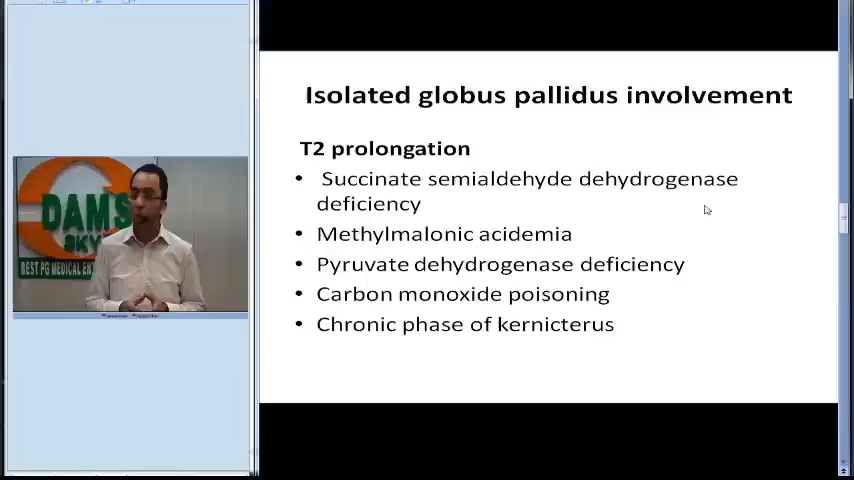 Isolated globus pallidus involvement
T2 prolongation
• Succinate semialdehyde dehydrogenase
deficiency
• Methylmalonic acidemia
• Pyruvate dehydrogenase deficiency
• Carbon monoxide poisoning
• Chronic phase of kernicterus
DAMS
SKY
BEST PG MEDICAL